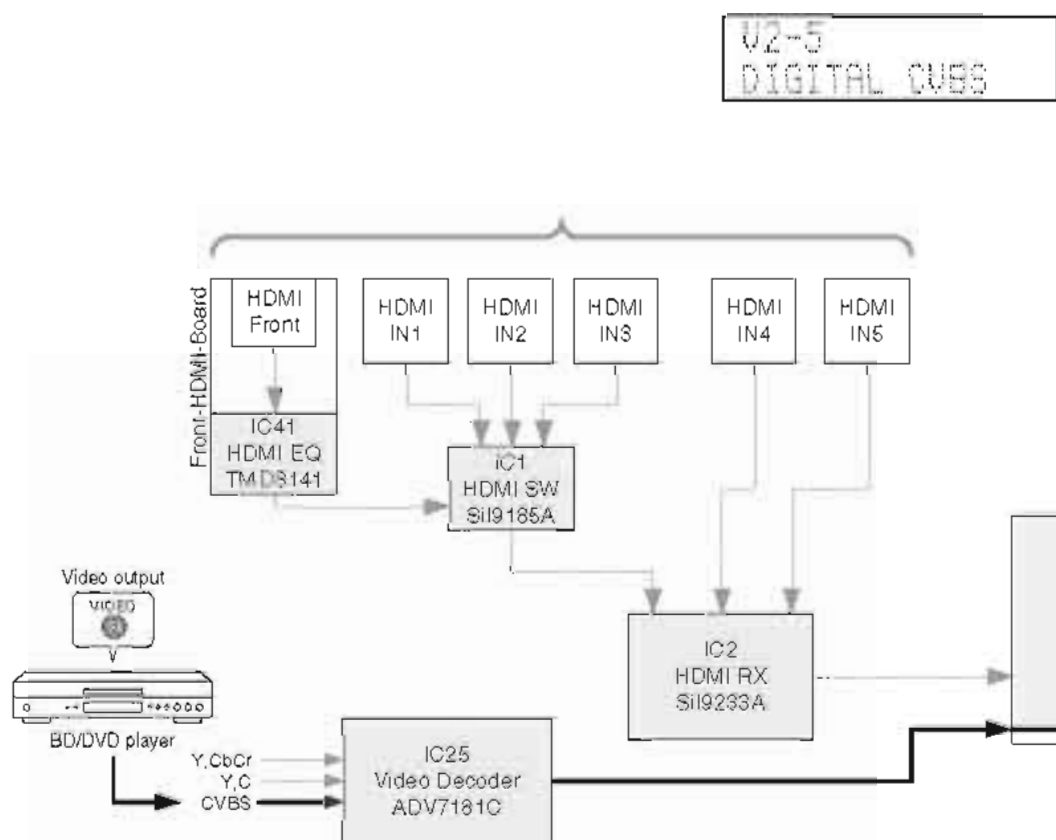 V2-5
DIGITAL CVBS
Front-HDMI-Board
HDMI
Front
HDMI
IN1
HDMI
IN2
HDMI
IN3
HDMI
IN4
HDMI
IN5
IC41
HDMI EQ
TMDS141
IC1
HDMI SW
SiI9185A
Video output
VIDEO
IC2
HDMI RX
SiI9233A
BD/DVD player
Y,CbCr
Y,C
CVBS
IC25
Video Decoder
ADV7181C